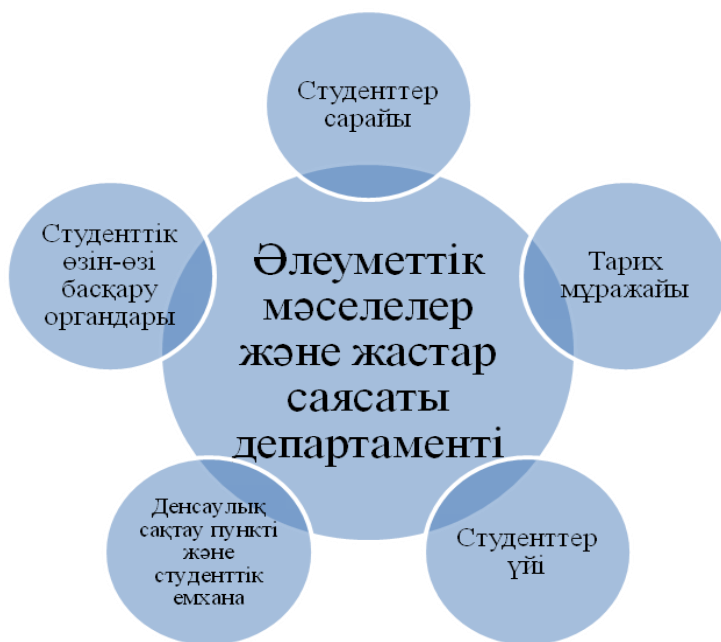 Студенттер
сарайы
Студенттік
өзін-өзі
басқару
органдары
Әлеуметтік
мәселелер
және жастар
саясаты
департаменті
Тарих
мұражайы
Денсаулық
сақтау пункті
және
студенттік
емхана
Студенттер
үйі